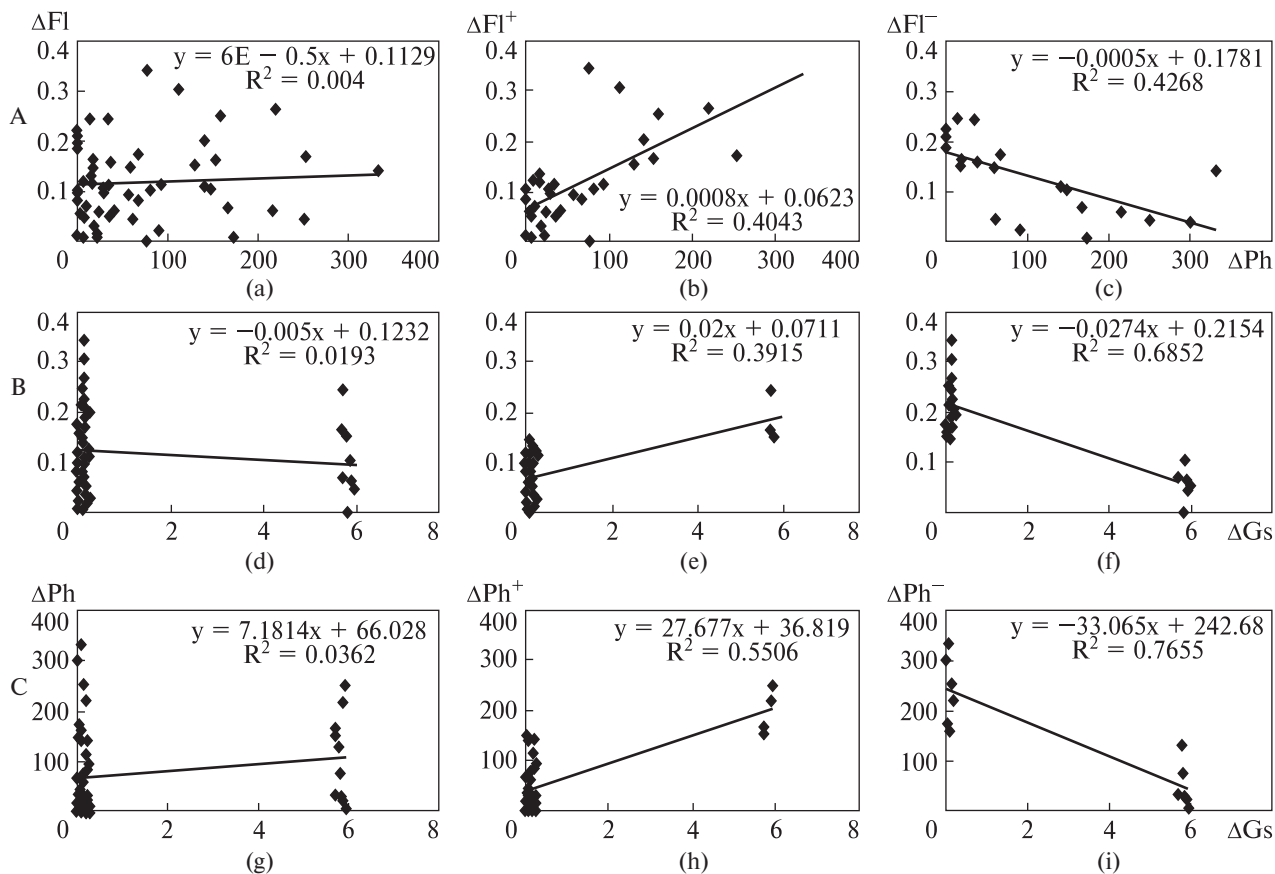 ΔFl
0.4
0.3
0.2
0.1
0 100 200 300 400
y = 6E − 0.5x + 0.1129
R² = 0.004
A
(a)
ΔFl⁺
0.4
0.3
0.2
0.1
0 100 200 300 400
y = 0.0008x + 0.0623
R² = 0.4043
(b)
ΔFl⁻
0.4
0.3
0.2
0.1
0 100 200 300 ΔPh
y = −0.0005x + 0.1781
R² = 0.4268
(c)
0.4
0.3
0.2
0.1
0 2 4 6 8
y = −0.005x + 0.1232
R² = 0.0193
B
(d)
0.4
0.3
0.2
0.1
0 2 4 6 8
y = 0.02x + 0.0711
R² = 0.3915
(e)
0.4
0.3
0.2
0.1
0 2 4 6 ΔGs
y = −0.0274x + 0.2154
R² = 0.6852
(f)
ΔPh
400
300
200
100
0 2 4 6 8
y = 7.1814x + 66.028
R² = 0.0362
C
(g)
ΔPh⁺
400
300
200
100
0 2 4 6 8
y = 27.677x + 36.819
R² = 0.5506
(h)
ΔPh⁻
400
300
200
100
0 2 4 6 ΔGs
y = −33.065x + 242.68
R² = 0.7655
(i)